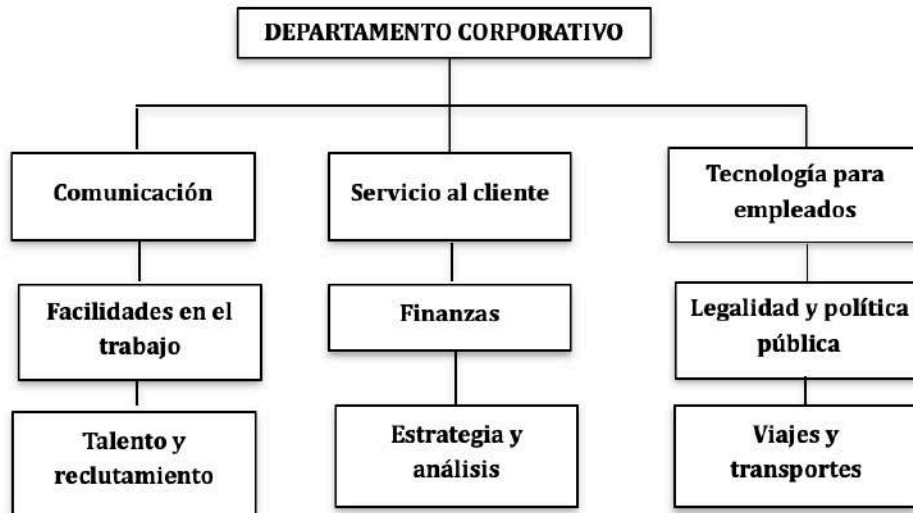 DEPARTAMENTO CORPORATIVO
Comunicación
Servicio al cliente
Tecnología para
empleados
Facilidades en el
trabajo
Finanzas
Legalidad y política
pública
Talento y
reclutamiento
Estrategia y
análisis
Viajes y
transportes